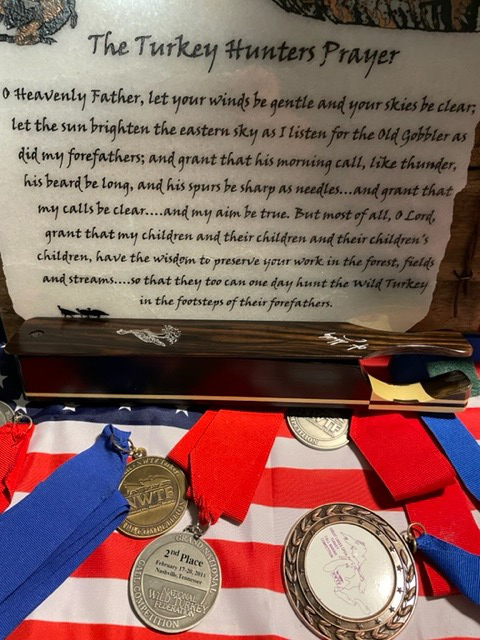 The Turkey Hunters Prayer
O Heavenly Father, let your winds be gentle and your skies be clear;
let the sun brighten the eastern sky as I listen for the Old Gobbler as
did my forefathers; and grant that his morning call, like thunder,
his beard be long, and his spurs be sharp as needles...and grant that
my calls be clear....and my aim be true. But most of all, O Lord,
grant that my children and their children and their children's
children, have the wisdom to preserve your work in the forest, fields
and streams....so that they too can one day hunt the Wild Turkey
in the footsteps of their forefathers.
NWTF
GRAND NATIONAL
2nd Place
February 17-20, 2011
Nashville, Tennessee
NATIONAL
WILD TURKEY
FEDERATION
CALL COMPETITION